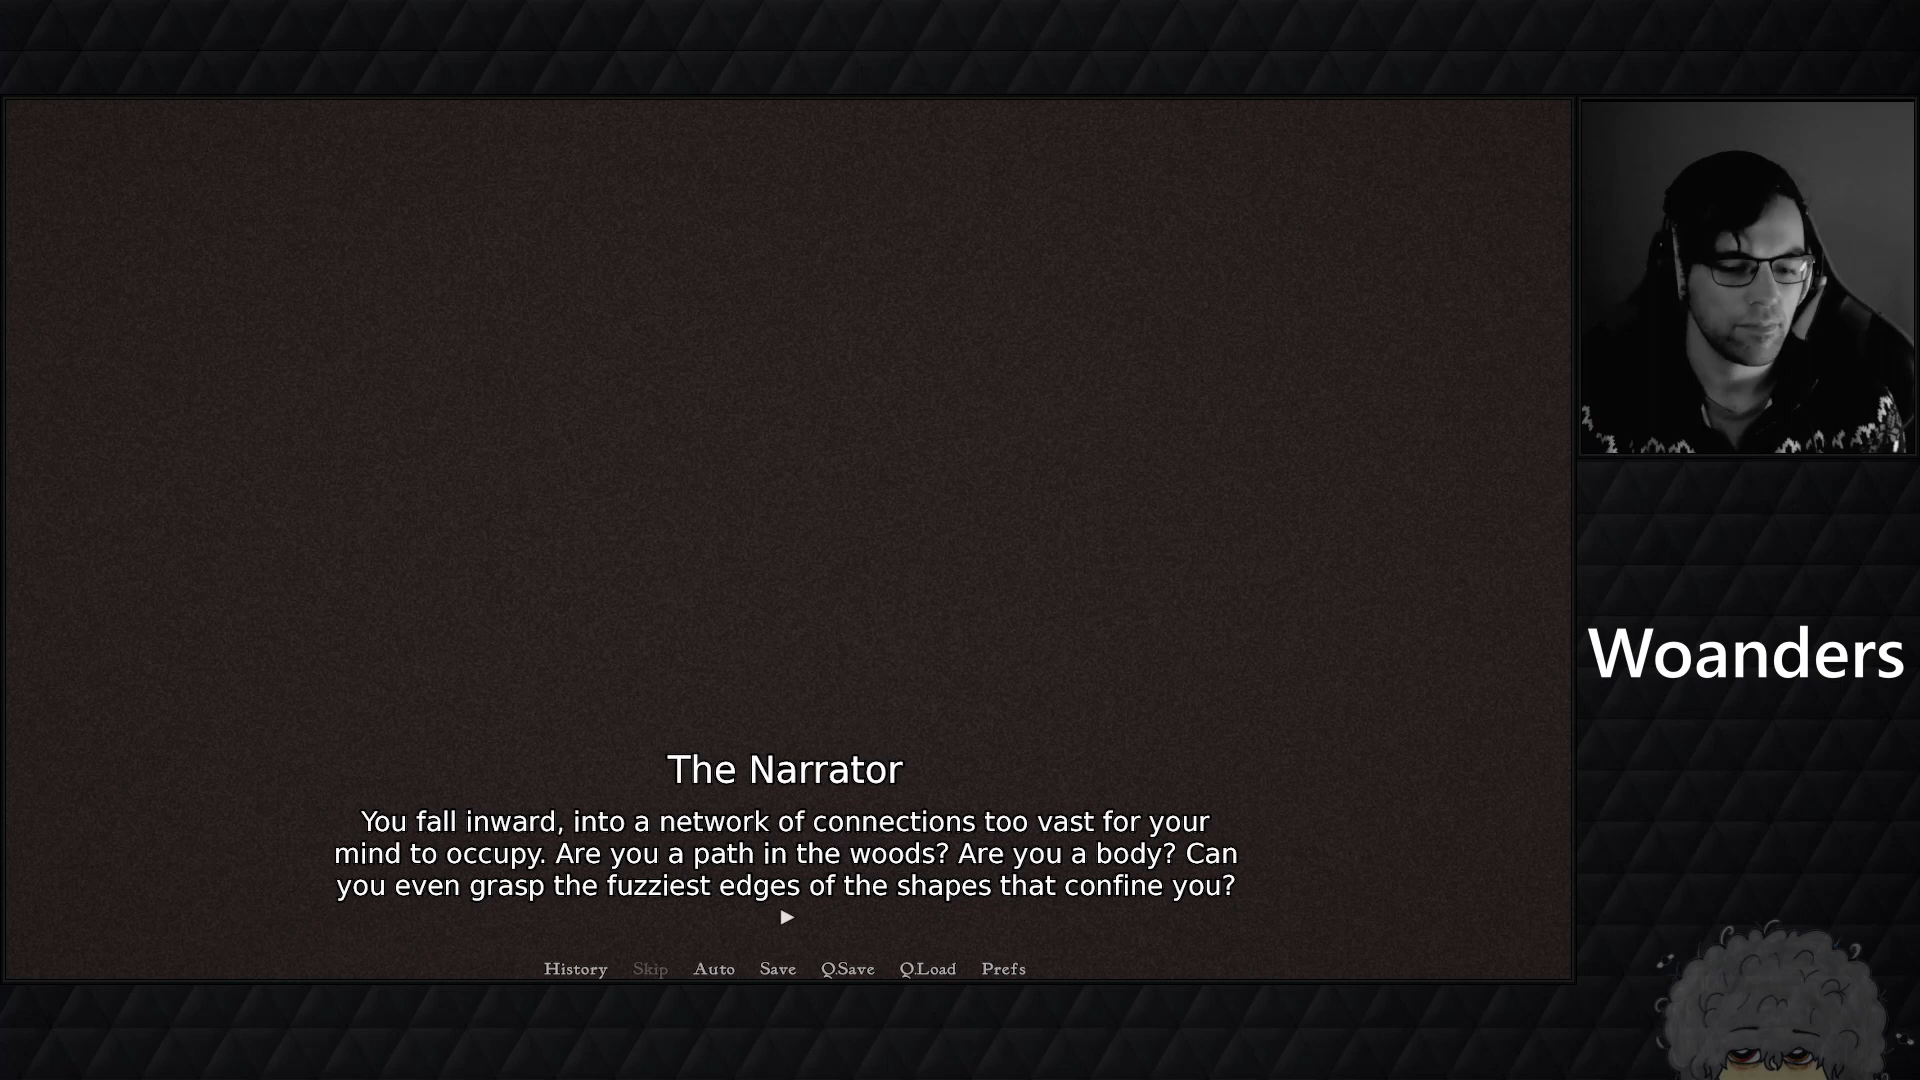 The Narrator
You fall inward, into a network of connections too vast for your
mind to occupy. Are you a path in the woods? Are you a body? Can
you even grasp the fuzziest edges of the shapes that confine you?
History Skip Auto Save Q.Save Q.Load Prefs
Woanders